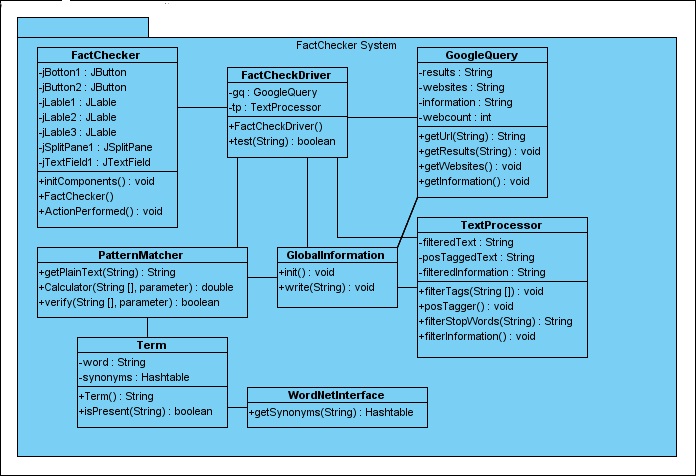 FactChecker System
FactChecker
-jBotton1 : JButton
-jButton2 : JButton
-jLable1 : JLable
-jLable2 : JLable
-jLable3 : JLable
-jSplitPane1 : JSplitPane
-jTextField1 : JTextField
+initComponents() : void
+FactChecker()
+ActionPerformed() : void
FactCheckDriver
-gq : GoogleQuery
-tp : TextProcessor
+FactCheckDriver()
+test(String) : boolean
GoogleQuery
-results : String
-websites : String
-information : String
-webcount : int
+getUrl(String) : String
+getResults(String) : void
+getWebsites() : void
+getInformation() : void
PatternMatcher
+getPlainText(String) : String
+Calculator(String [], parameter) : double
+verify(String [], parameter) : boolean
GlobalInformation
+init() : void
+write(String) : void
TextProcessor
-filteredText : String
-posTaggedText : String
-filteredInformation : String
+filterTags(String []) : void
+posTagger() : void
+filterStopWords(String) : String
+filterInformation() : void
Term
-word : String
-synonyms : Hashtable
+Term() : String
+isPresent(String) : boolean
WordNetInterface
+getSynonyms(String) : Hashtable